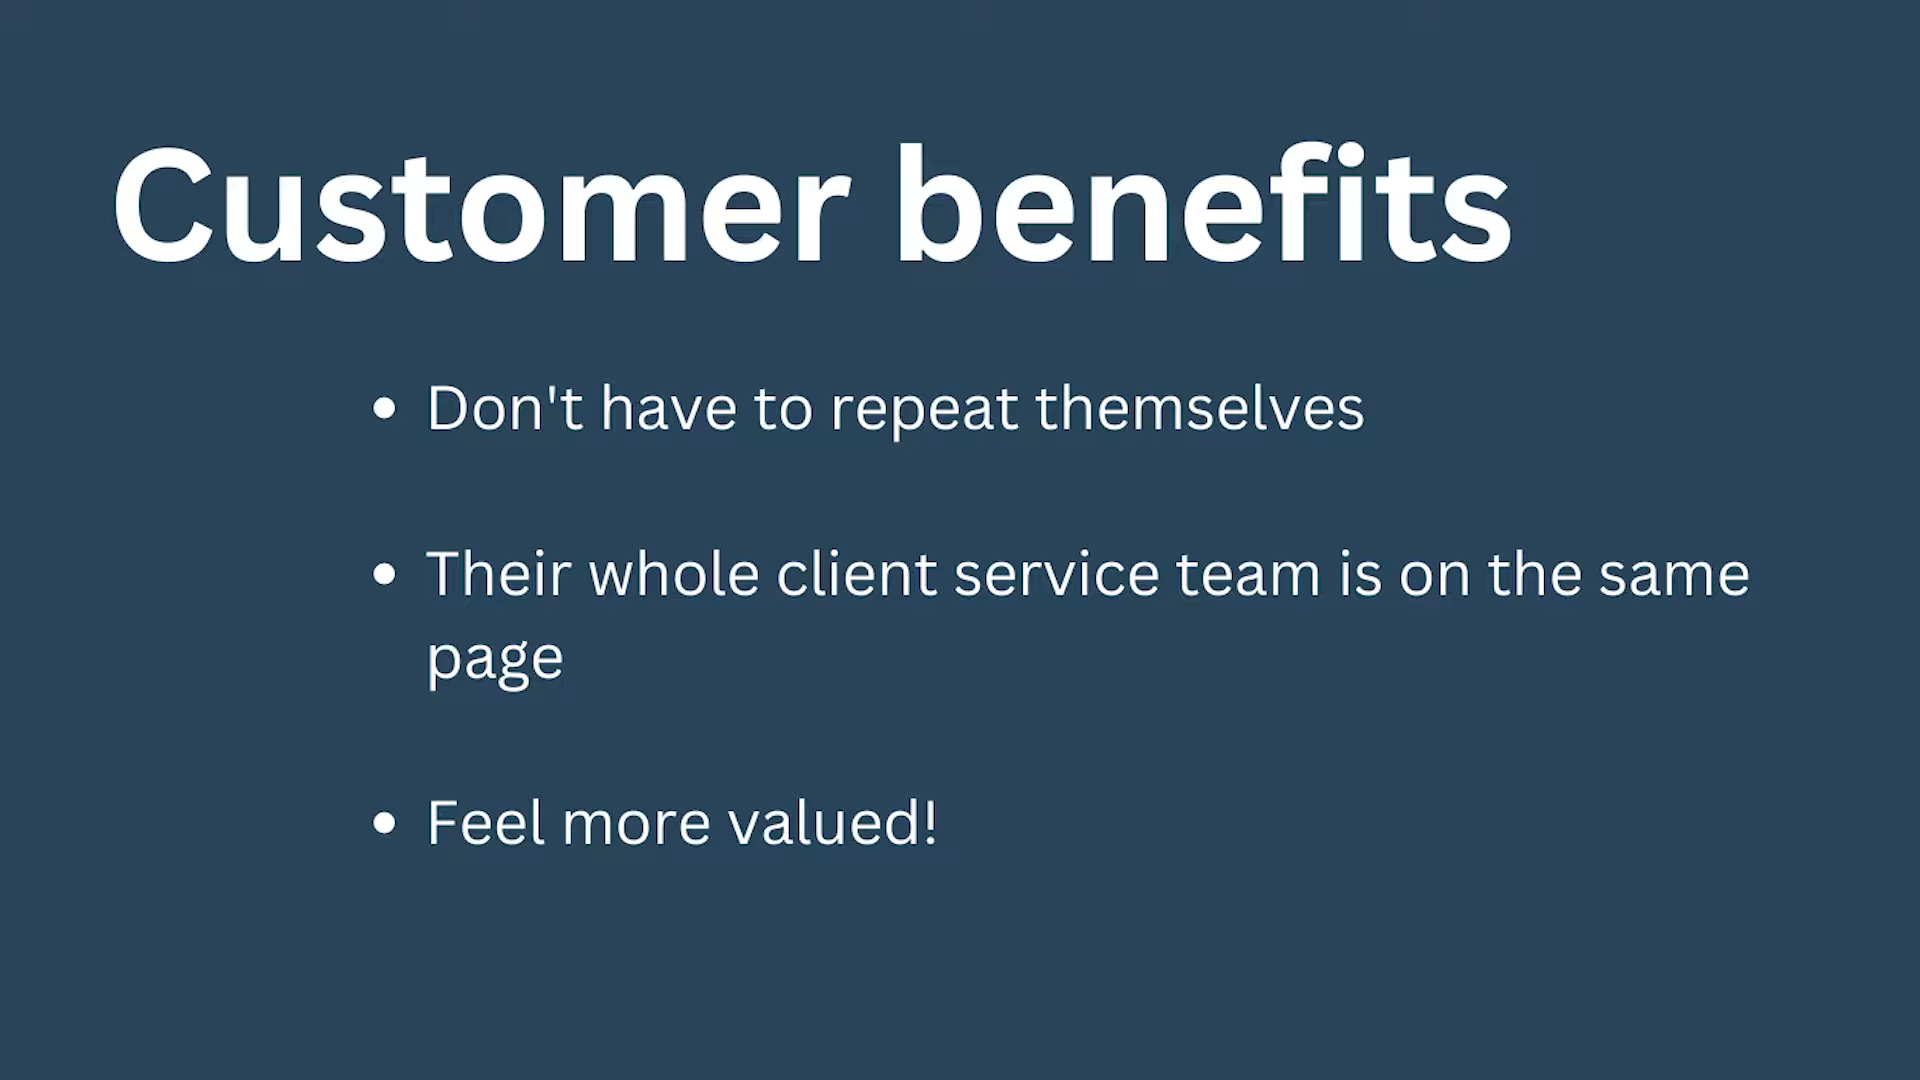 Customer benefits
• Don't have to repeat themselves
• Their whole client service team is on the same
page
• Feel more valued!